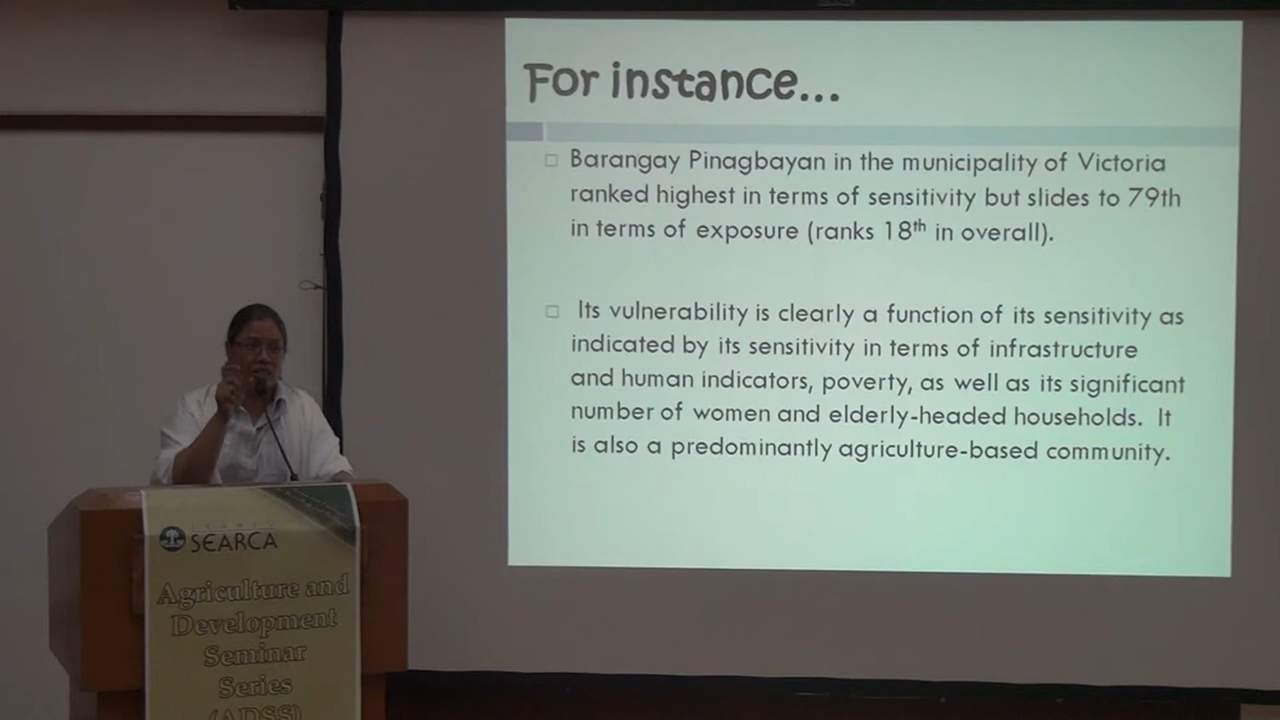 For instance...
Barangay Pinagbayan in the municipality of Victoria
ranked highest in terms of sensitivity but slides to 79th
in terms of exposure (ranks 18th in overall).
Its vulnerability is clearly a function of its sensitivity as
indicated by its sensitivity in terms of infrastructure
and human indicators, poverty, as well as its significant
number of women and elderly-headed households. It
is also a predominantly agriculture-based community.
SEARCA
Agriculture and
Development
Seminar
Series
(ADSS)